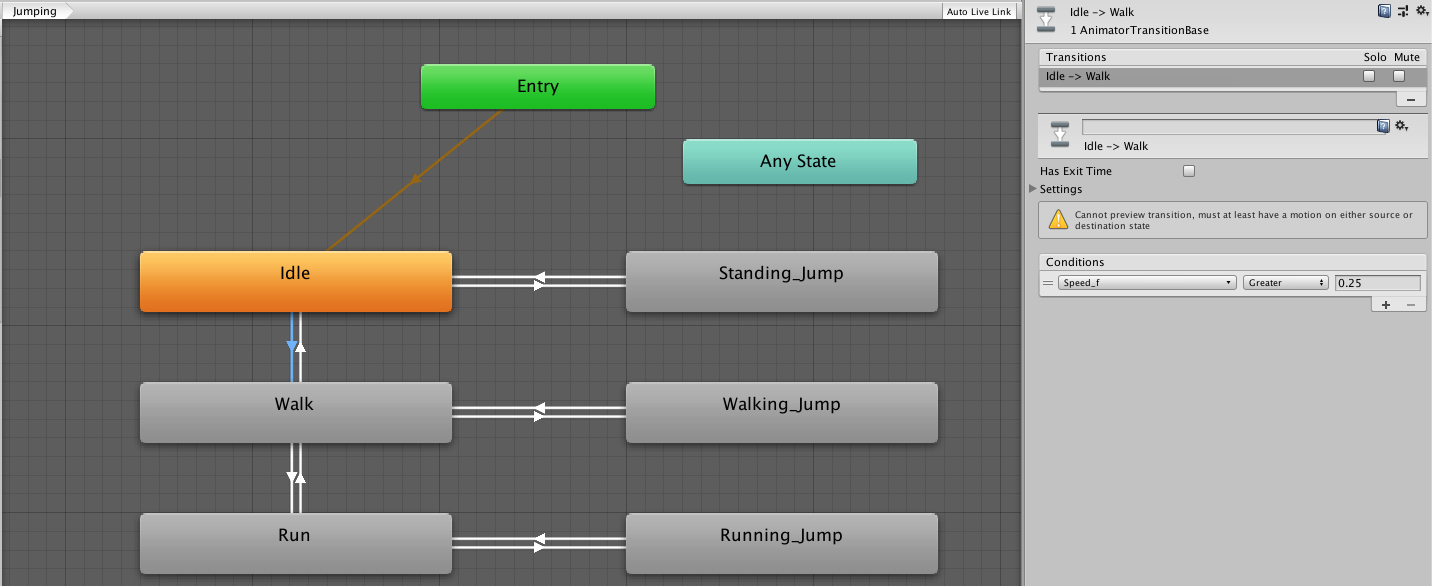 Jumping
Auto Live Link
Entry
Any State
Idle
Standing_Jump
Walk
Walking_Jump
Run
Running_Jump
Idle -> Walk
1 AnimatorTransitionBase
Transitions Solo Mute
Idle -> Walk
Idle -> Walk
Has Exit Time
Settings
Cannot preview transition, must at least have a motion on either source or
destination state
Conditions
Speed_f Greater 0.25